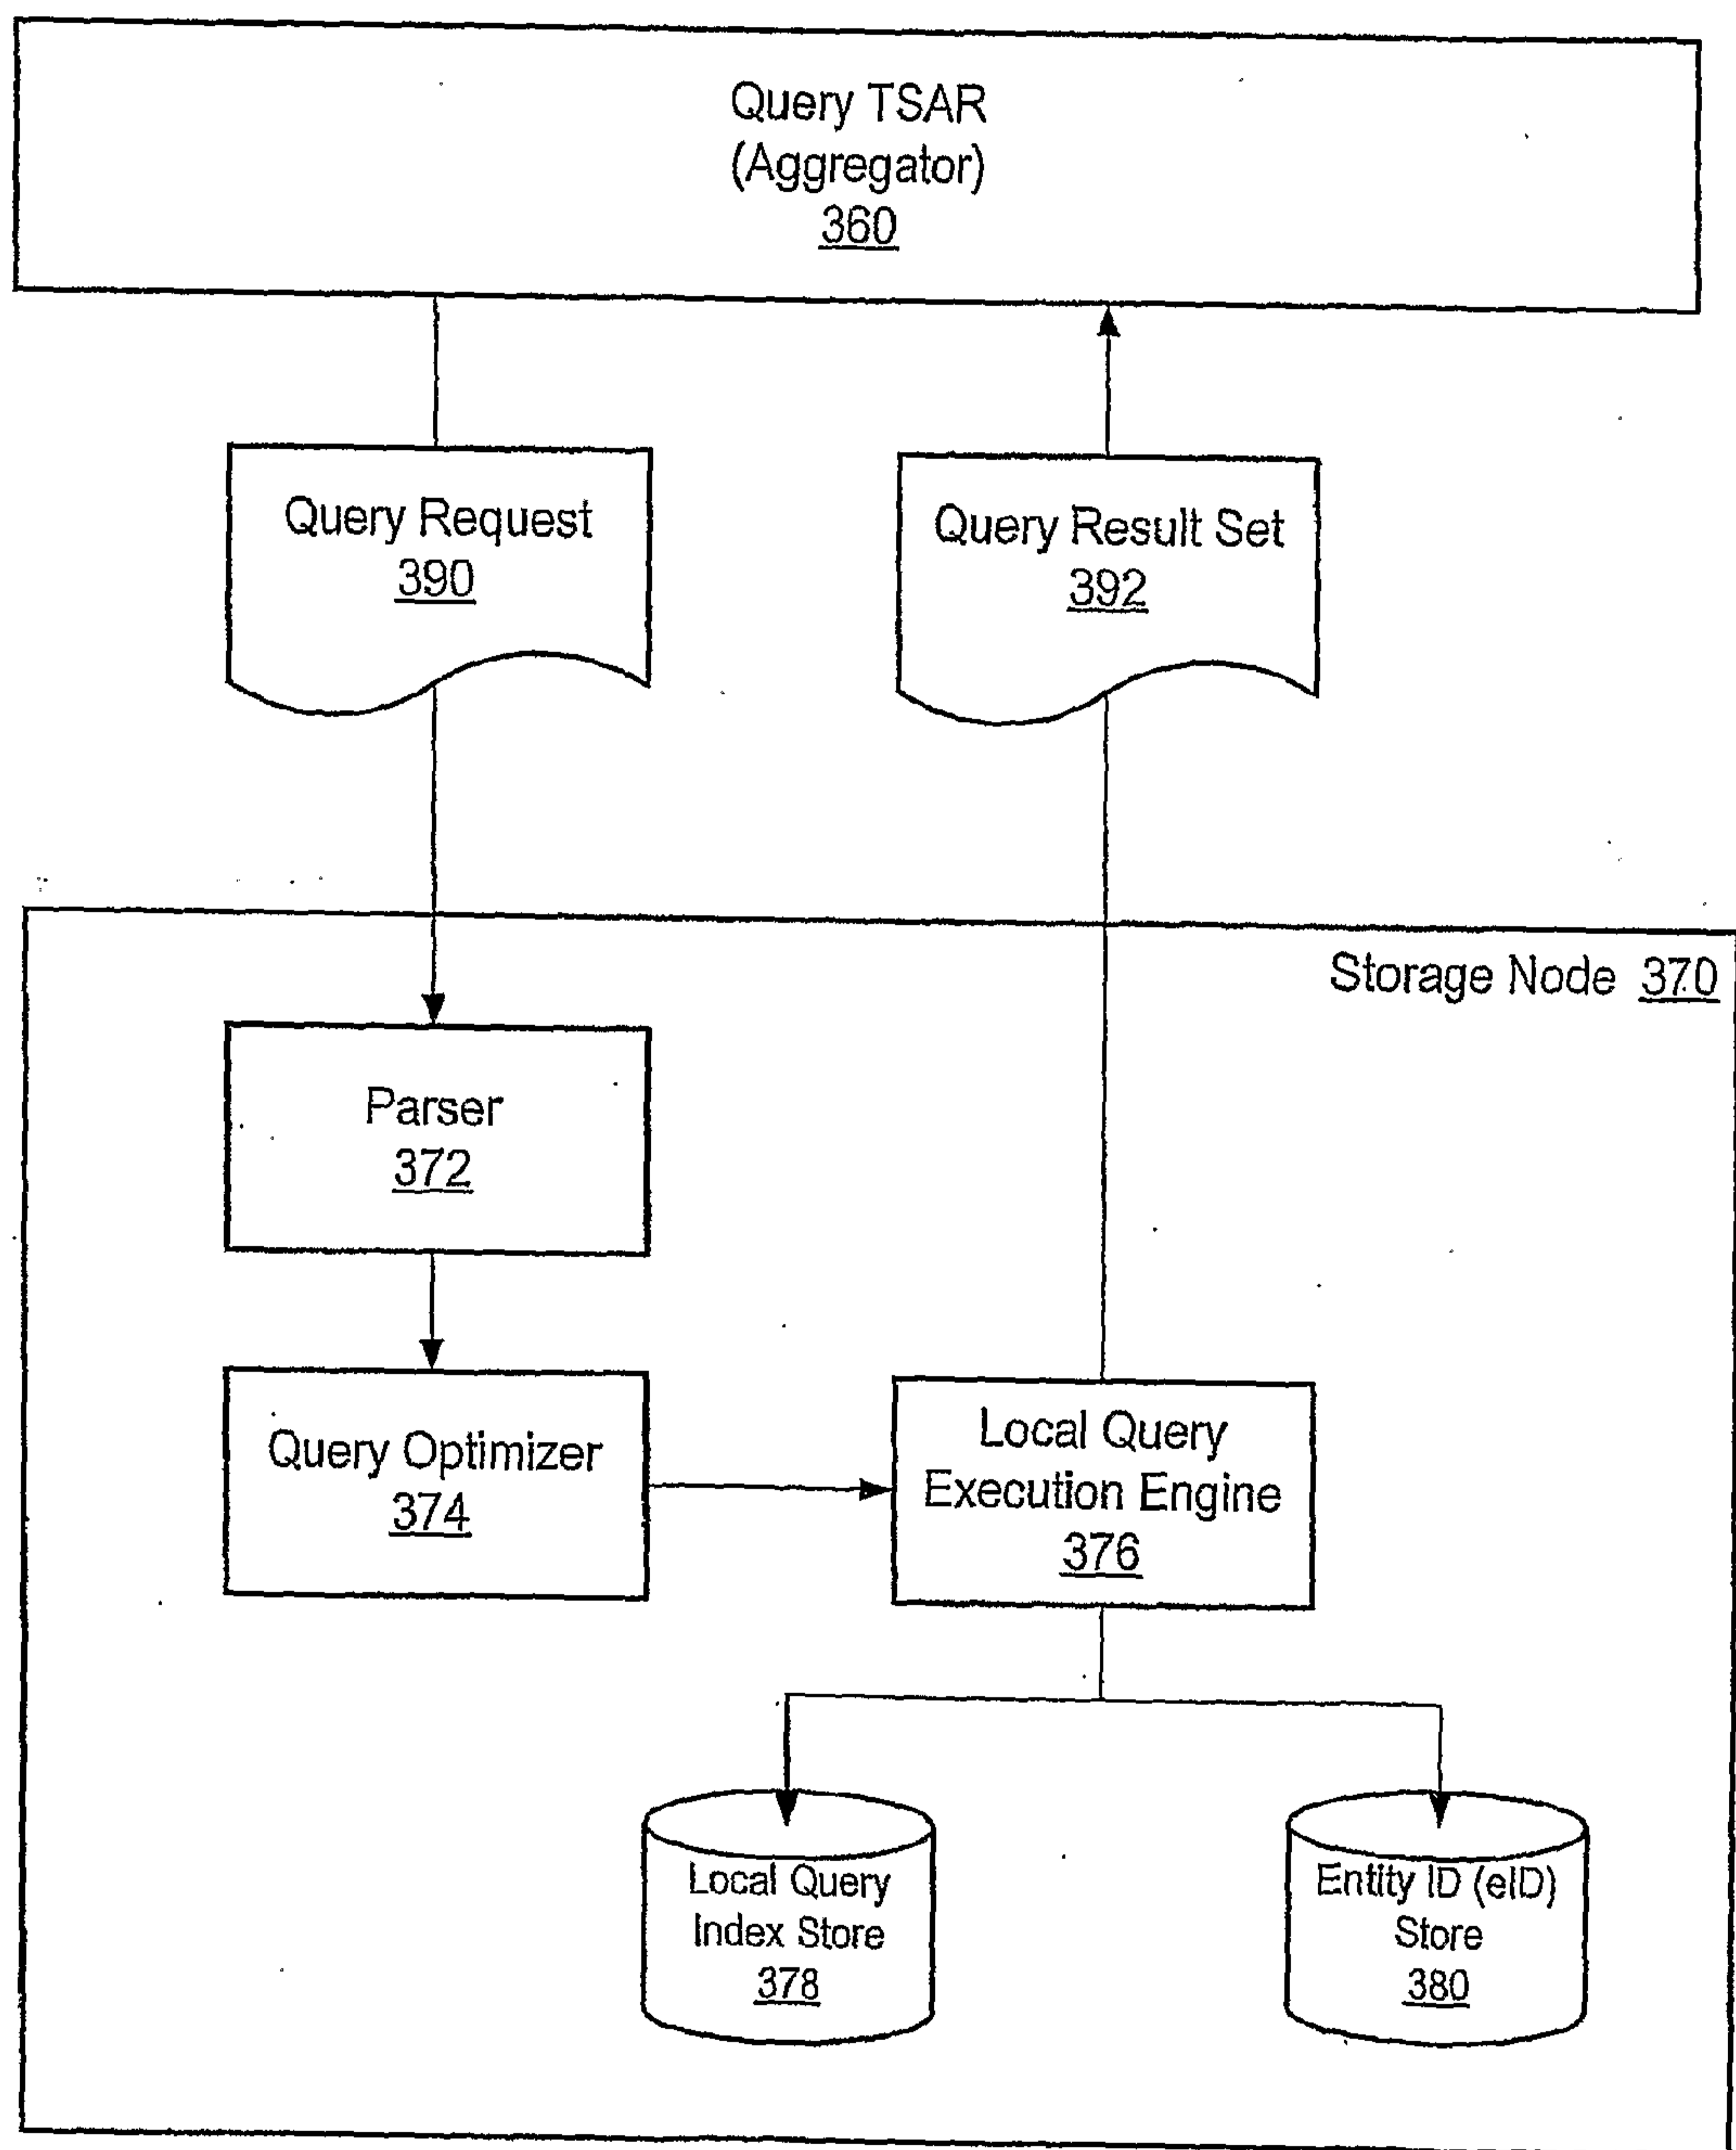 Query TSAR
(Aggregator)
360
Query Request
390
Query Result Set
392
Storage Node 370
Parser
372
Query Optimizer
374
Local Query
Execution Engine
376
Local Query
Index Store
378
Entity ID (eID)
Store
380